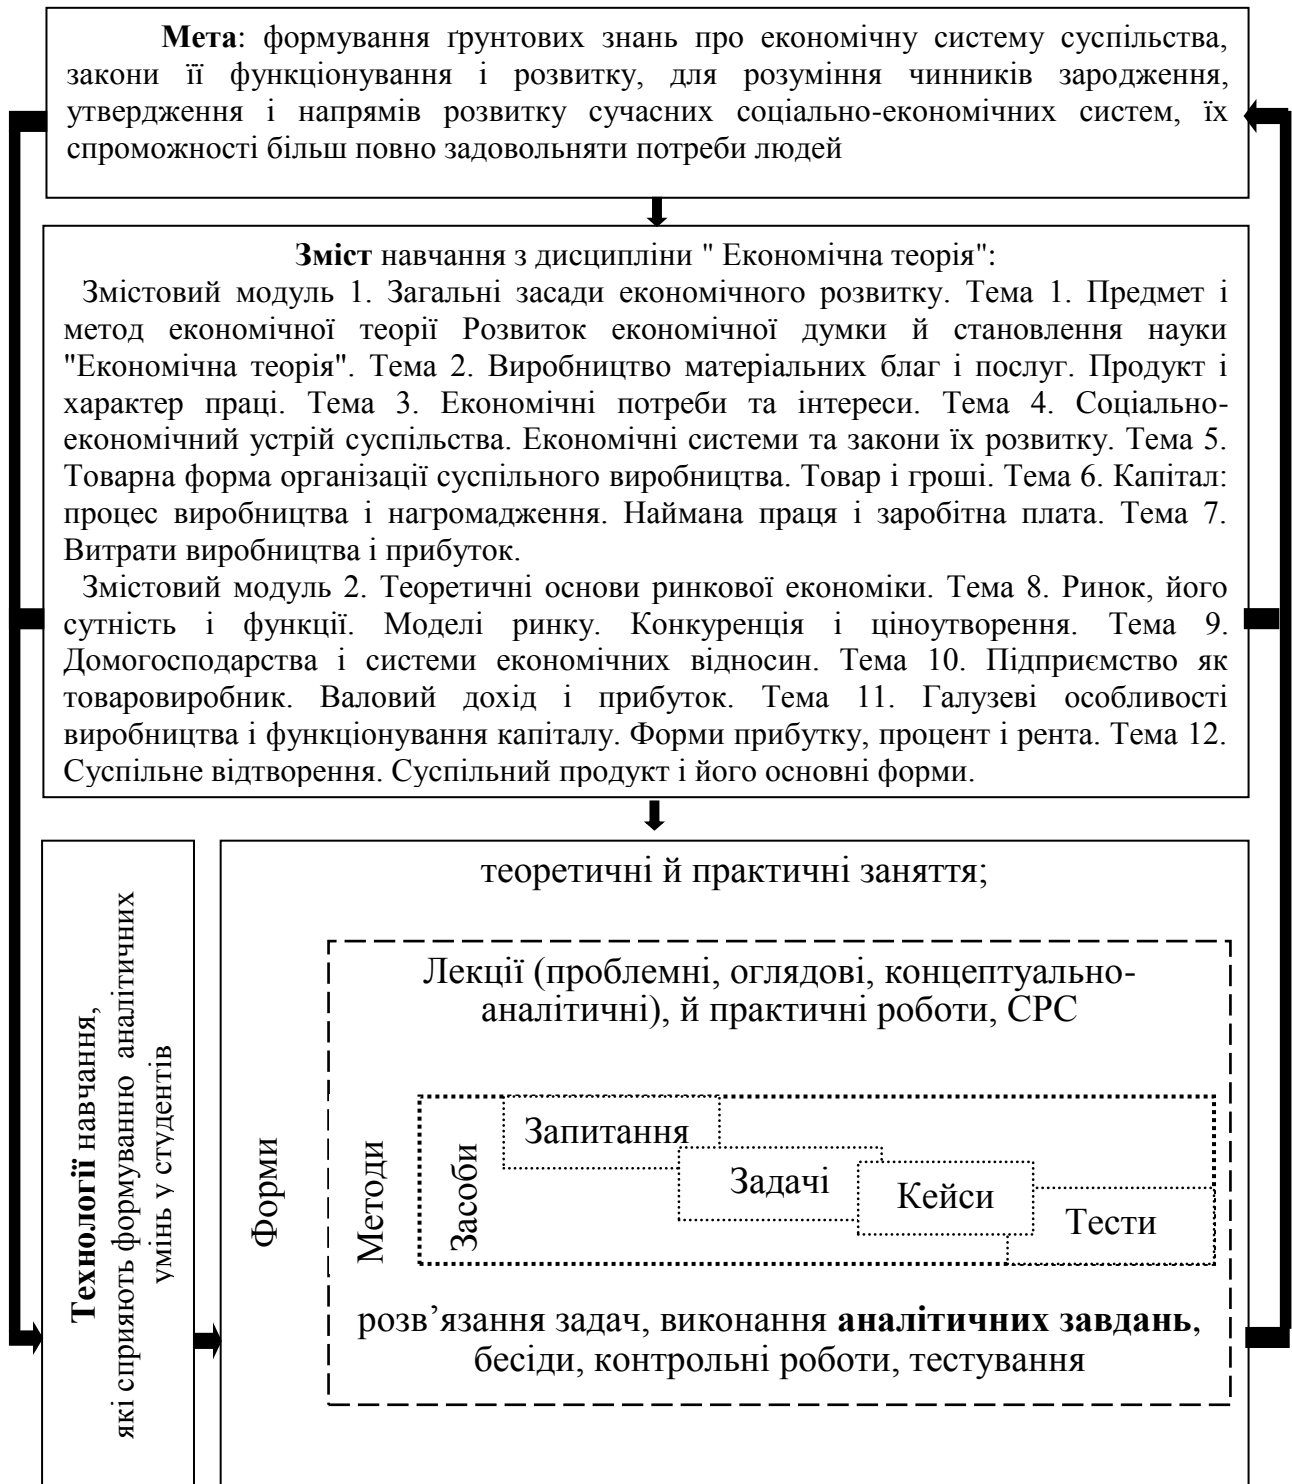 Мета: формування ґрунтових знань про економічну систему суспільства,
закони її функціонування і розвитку, для розуміння чинників зародження,
утвердження і напрямів розвитку сучасних соціально-економічних систем, їх
спроможності більш повно задовольняти потреби людей
Зміст навчання з дисципліни " Економічна теорія":
Змістовий модуль 1. Загальні засади економічного розвитку. Тема 1. Предмет і
метод економічної теорії Розвиток економічної думки й становлення науки
"Економічна теорія". Тема 2. Виробництво матеріальних благ і послуг. Продукт і
характер праці. Тема 3. Економічні потреби та інтереси. Тема 4. Соціально-
економічний устрій суспільства. Економічні системи та закони їх розвитку. Тема 5.
Товарна форма організації суспільного виробництва. Товар і гроші. Тема 6. Капітал:
процес виробництва і нагромадження. Наймана праця і заробітна плата. Тема 7.
Витрати виробництва і прибуток.
Змістовий модуль 2. Теоретичні основи ринкової економіки. Тема 8. Ринок, його
сутність і функції. Моделі ринку. Конкуренція і ціноутворення. Тема 9.
Домогосподарства і системи економічних відносин. Тема 10. Підприємство як
товаровиробник. Валовий дохід і прибуток. Тема 11. Галузеві особливості
виробництва і функціонування капіталу. Форми прибутку, процент і рента. Тема 12.
Суспільне відтворення. Суспільний продукт і його основні форми.
Технології навчання,
які сприяють формуванню аналітичних
умінь у студентів
теоретичні й практичні заняття;
Форми
Лекції (проблемні, оглядові, концептуально-
аналітичні), й практичні роботи, СРС
Методи
Засоби
Запитання
Задачі
Кейси
Тести
розв’язання задач, виконання аналітичних завдань,
бесіди, контрольні роботи, тестування